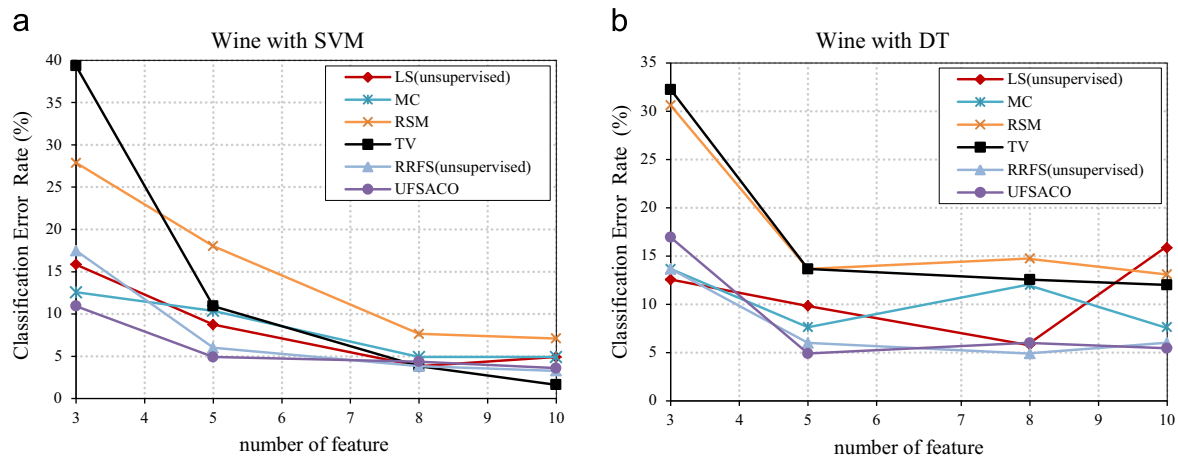 a
Wine with SVM
Classification Error Rate (%)
40
35
30
25
20
15
10
5
0
LS(unsupervised)
MC
RSM
TV
RRFS(unsupervised)
UFSACO
3 4 5 6 7 8 9 10
number of feature
b
Wine with DT
Classification Error Rate (%)
35
30
25
20
15
10
5
0
LS(unsupervised)
MC
RSM
TV
RRFS(unsupervised)
UFSACO
3 4 5 6 7 8 9 10
number of feature